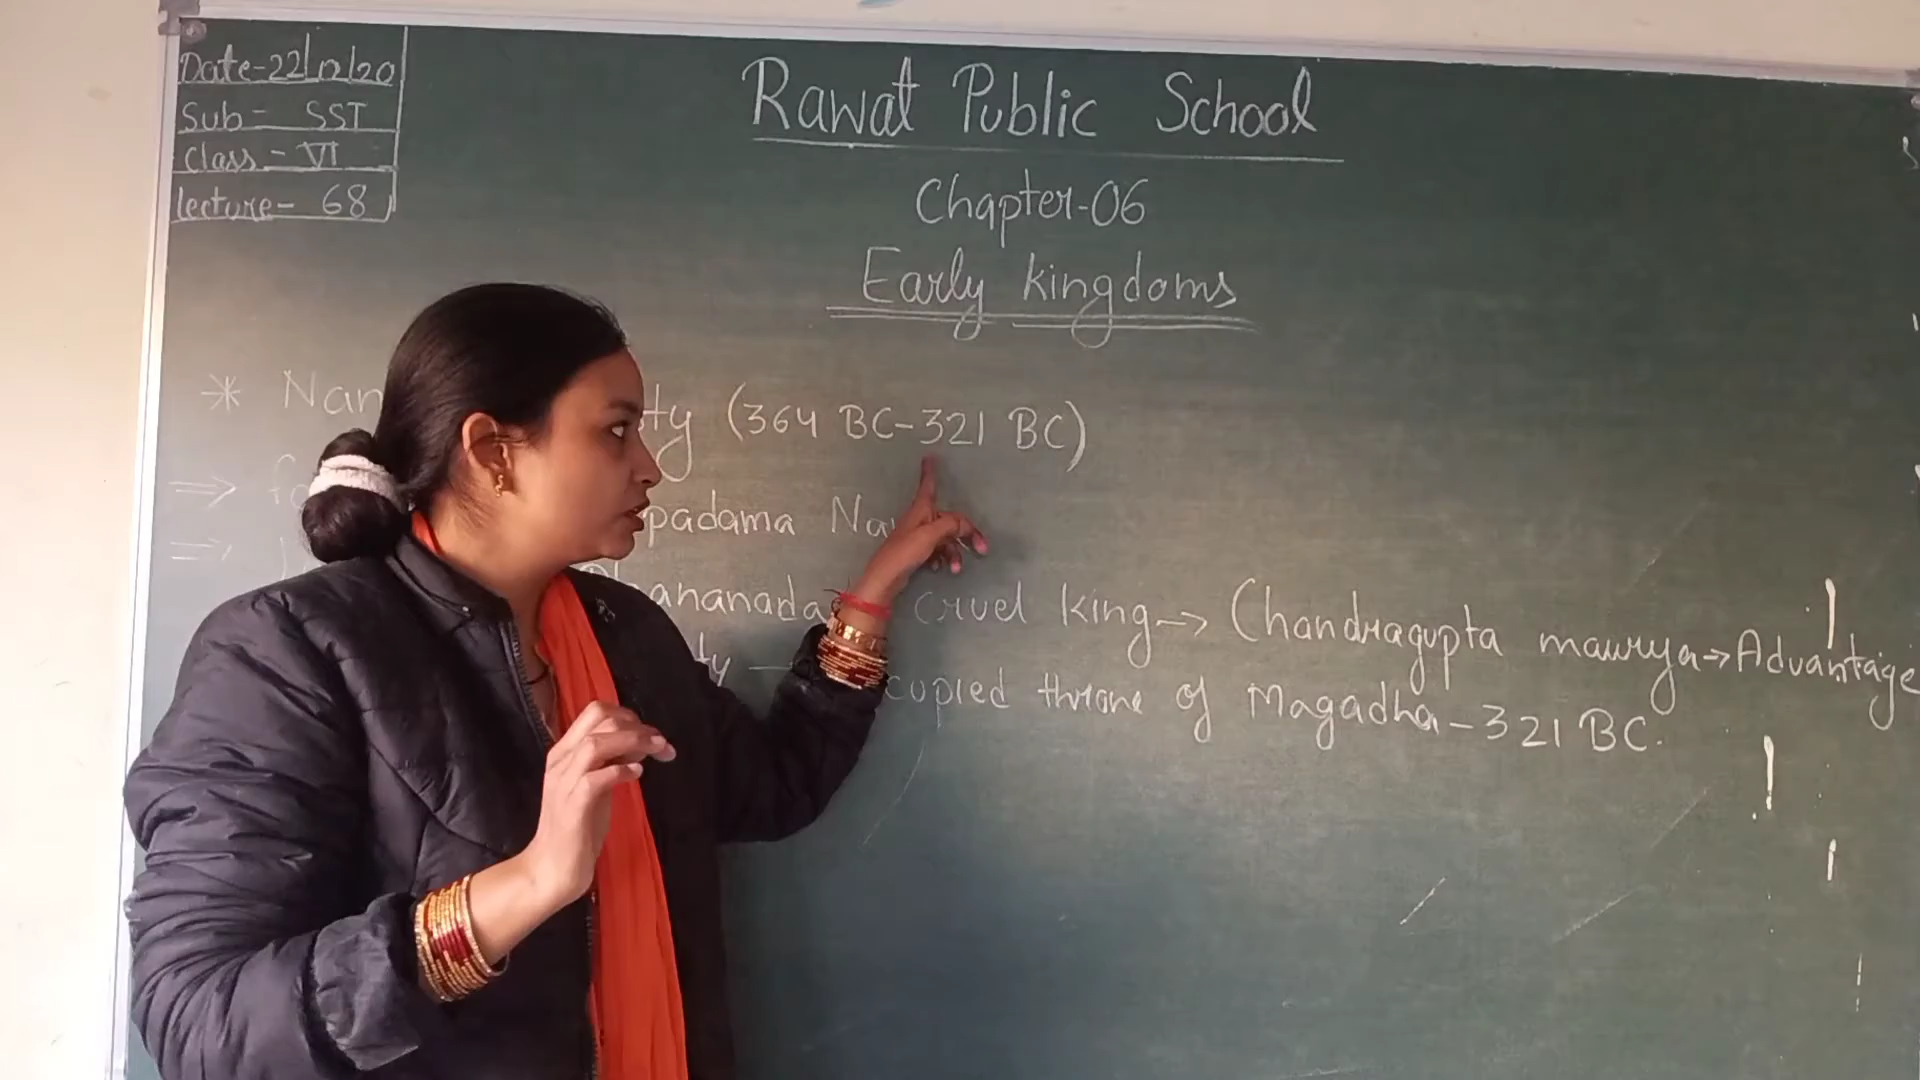 Date-22/12/20
Sub- SST
Class- VI
lecture- 68
Rawat Public School
Chapter-06
Early kingdoms
* Nan ty (364 BC-321 BC)
⇒ padama Na
⇒ hananada cruel king→ Chandragupta maurya→Advantage
ty — cupied throne of Magadha-321 BC.